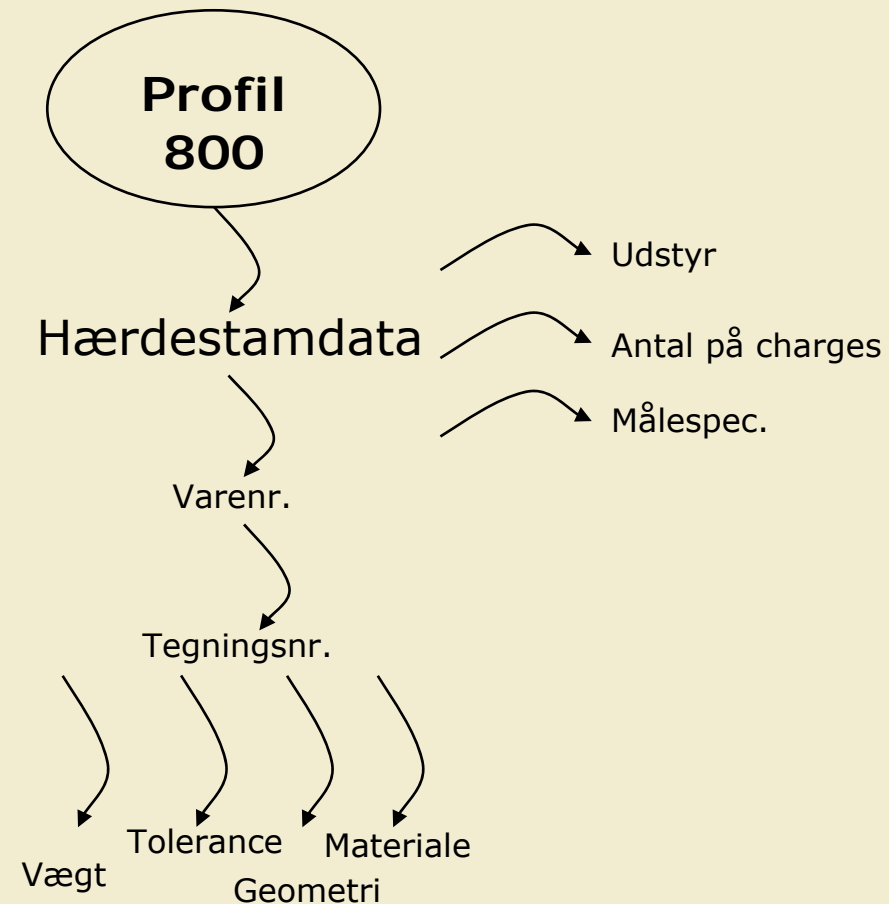 Profil
800
Udstyr
Hærdestamdata
Antal på charges
Målespec.
Varenr.
Tegningsnr.
Vægt
Tolerance
Geometri
Materiale